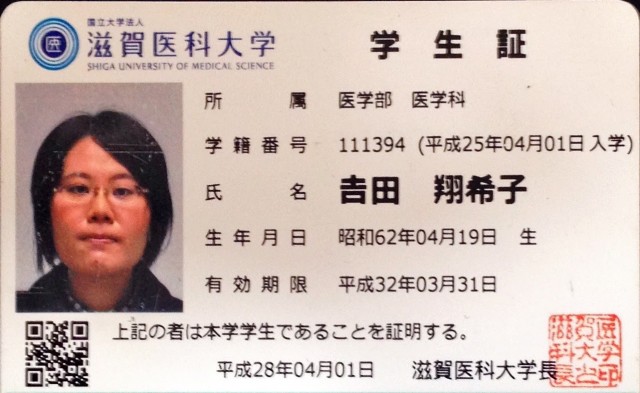 国立大学法人
滋賀医科大学
SHIGA UNIVERSITY OF MEDICAL SCIENCE
学生証
所属 医学部 医学科
学籍番号 111394 (平成25年04月01日入学)
氏名 吉田 翔希子
生年月日 昭和62年04月19日 生
有効期限 平成32年03月31日
上記の者は本学学生であることを証明する。
平成28年04月01日 滋賀医科大学長
滋賀医科大学長之印